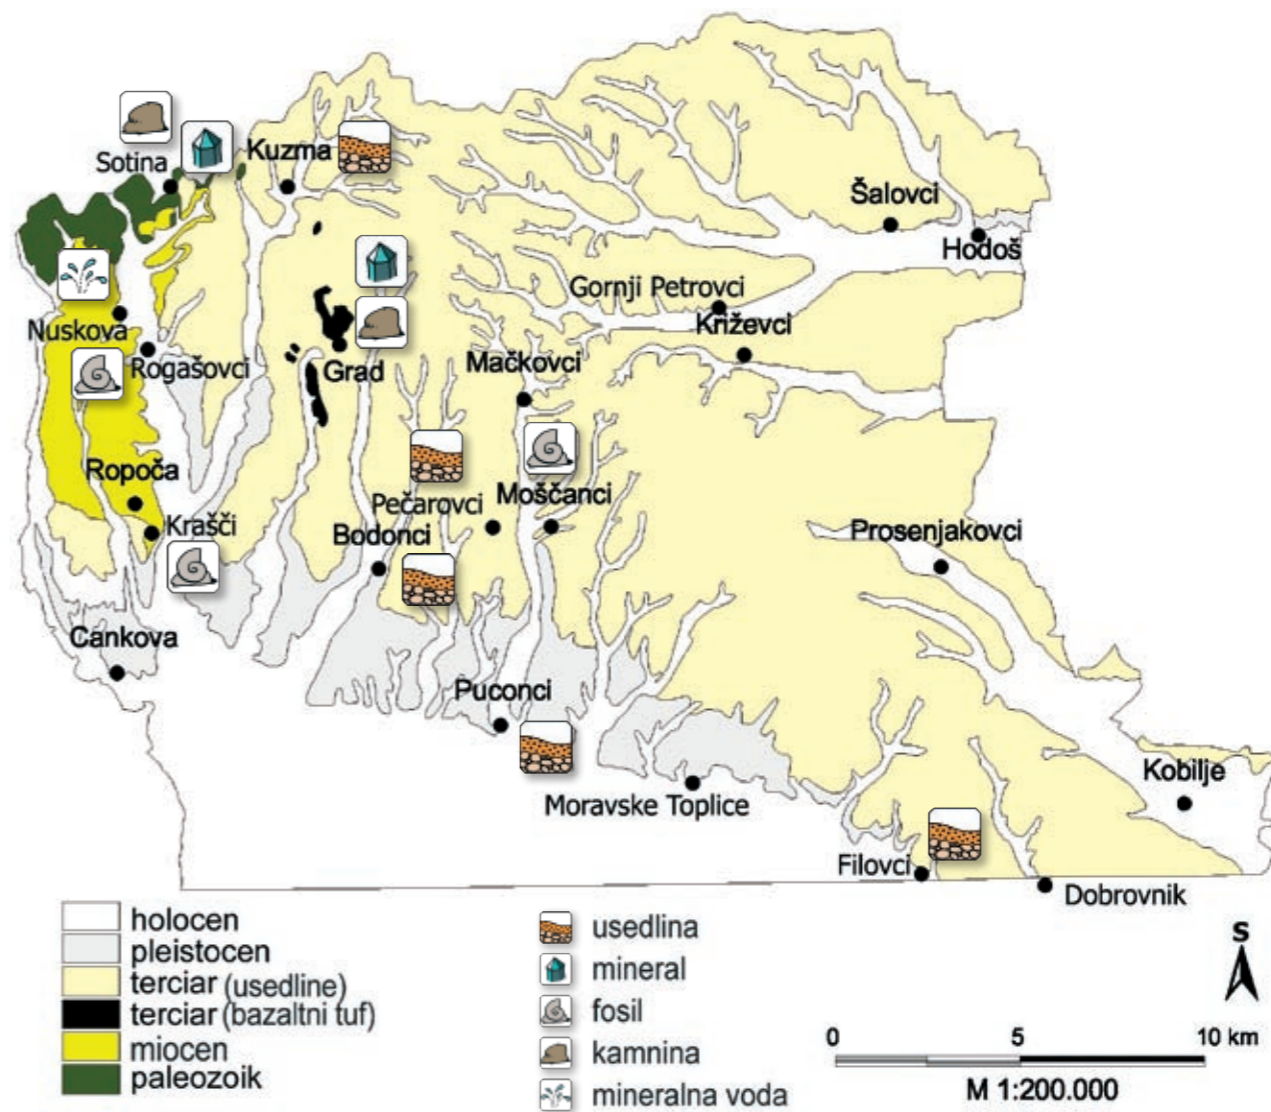 Sotina
Kuzma
Šalovci
Hodoš
Gornji Petrovci
Nuskova
Križevci
Rogašovci
Grad
Mačkovci
Ropoča
Pečarovci
Moščanci
Krašči
Bodonci
Prosenjakovci
Cankova
Puconci
Kobilje
Moravske Toplice
Filovci
Dobrovnik
holocen
pleistocen
terciar (usedline)
terciar (bazaltni tuf)
miocen
paleozoik
usedlina
mineral
fosil
kamnina
mineralna voda
S
0 5 10 km
M 1:200.000